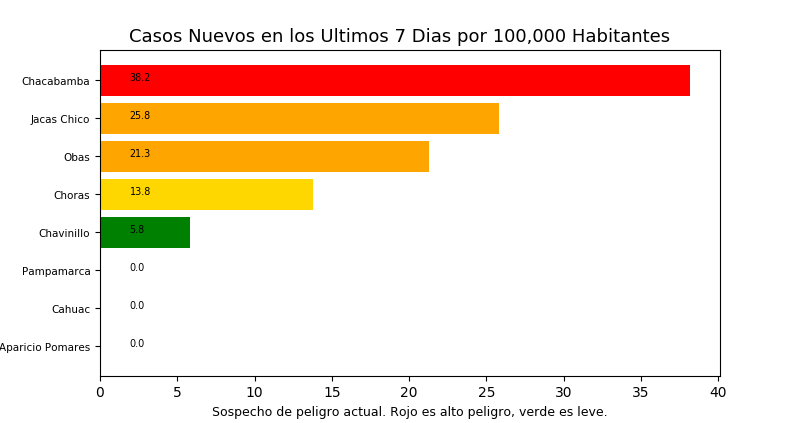 Casos Nuevos en los Ultimos 7 Dias por 100,000 Habitantes
Chacabamba 38.2
Jacas Chico 25.8
Obas 21.3
Choras 13.8
Chavinillo 5.8
Pampamarca 0.0
Cahuac 0.0
Aparicio Pomares 0.0
0 5 10 15 20 25 30 35 40
Sospecho de peligro actual. Rojo es alto peligro, verde es leve.